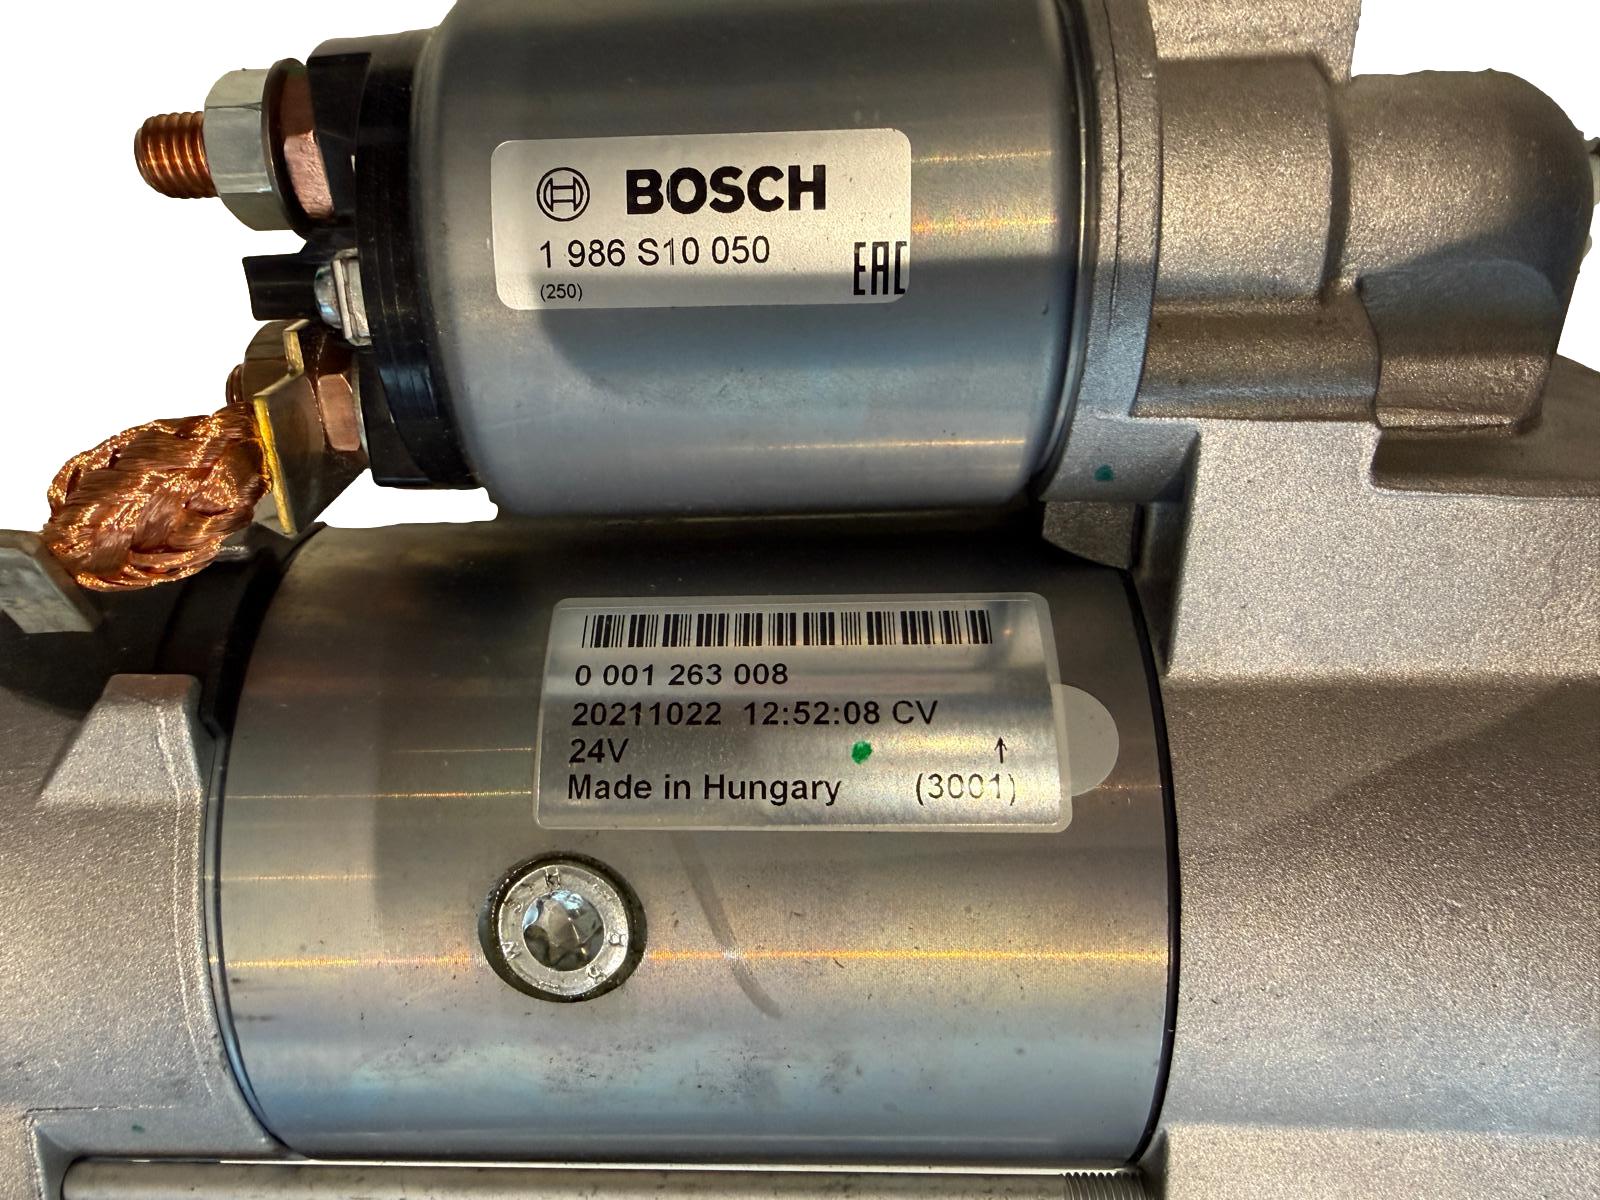 BOSCH
1 986 S10 050
(250)
EAC
0 001 263 008
20211022 12:52:08 CV
24V ↑
Made in Hungary (3001)